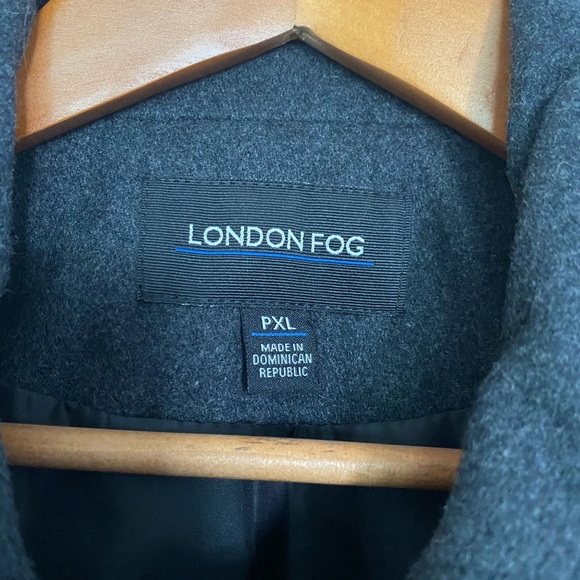 LONDON FOG
PXL
MADE IN
DOMINICAN
REPUBLIC